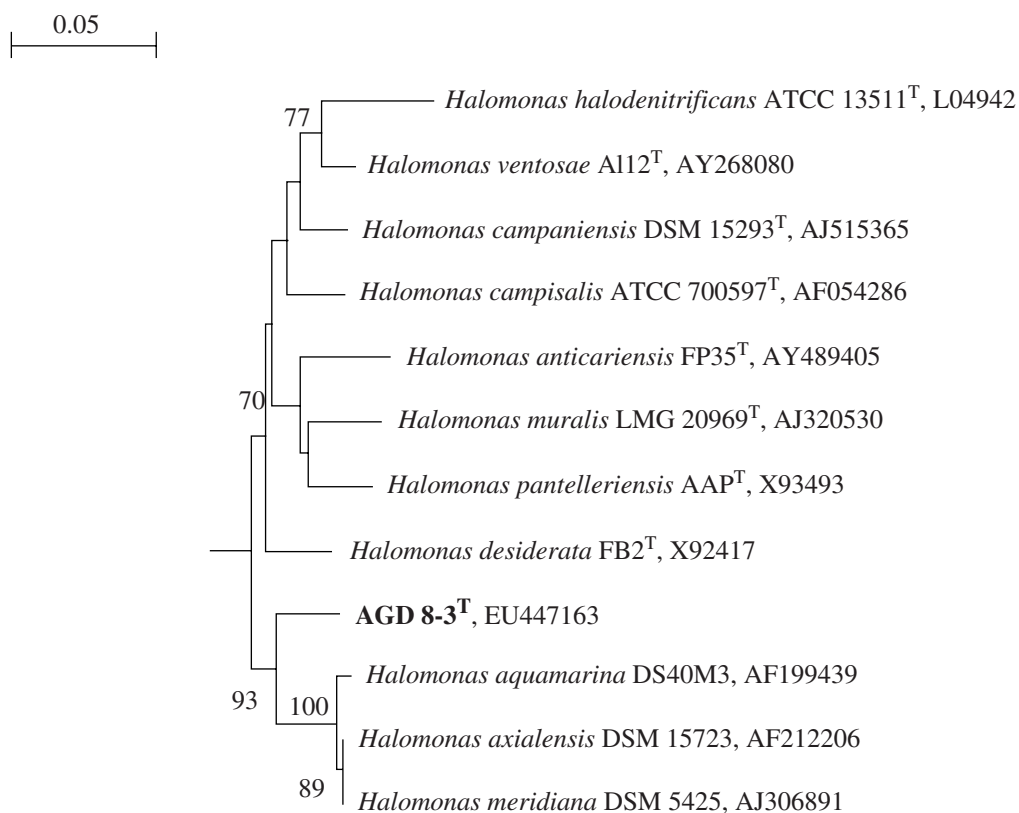 0.05
77
Halomonas halodenitrificans ATCC 13511ᵀ, L04942
Halomonas ventosae Al12ᵀ, AY268080
Halomonas campaniensis DSM 15293ᵀ, AJ515365
Halomonas campisalis ATCC 700597ᵀ, AF054286
Halomonas anticariensis FP35ᵀ, AY489405
70
Halomonas muralis LMG 20969ᵀ, AJ320530
Halomonas pantelleriensis AAPᵀ, X93493
Halomonas desiderata FB2ᵀ, X92417
AGD 8-3ᵀ, EU447163
Halomonas aquamarina DS40M3, AF199439
93
100
Halomonas axialensis DSM 15723, AF212206
89
Halomonas meridiana DSM 5425, AJ306891